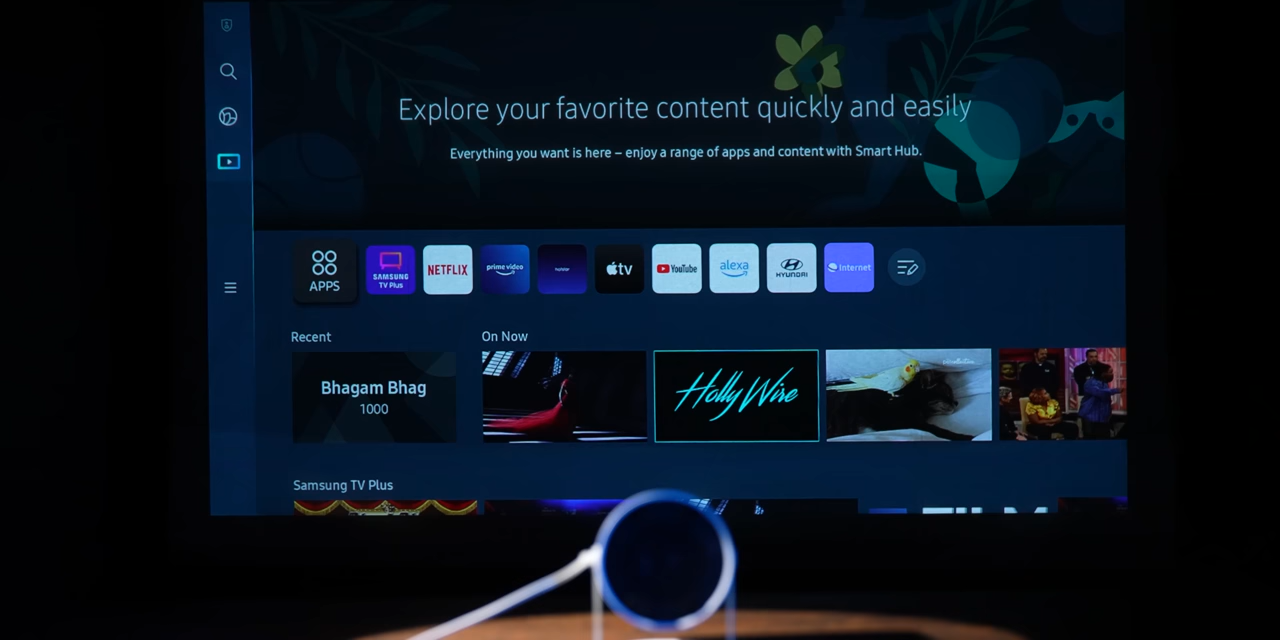 Explore your favorite content quickly and easily
Everything you want is here – enjoy a range of apps and content with Smart Hub.
APPS
SAMSUNG
TV Plus
NETFLIX
prime video
tv
YouTube
alexa
HYUNDAI
Internet
Recent
On Now
Bhagam Bhag
1000
Holly Wire
Samsung TV Plus